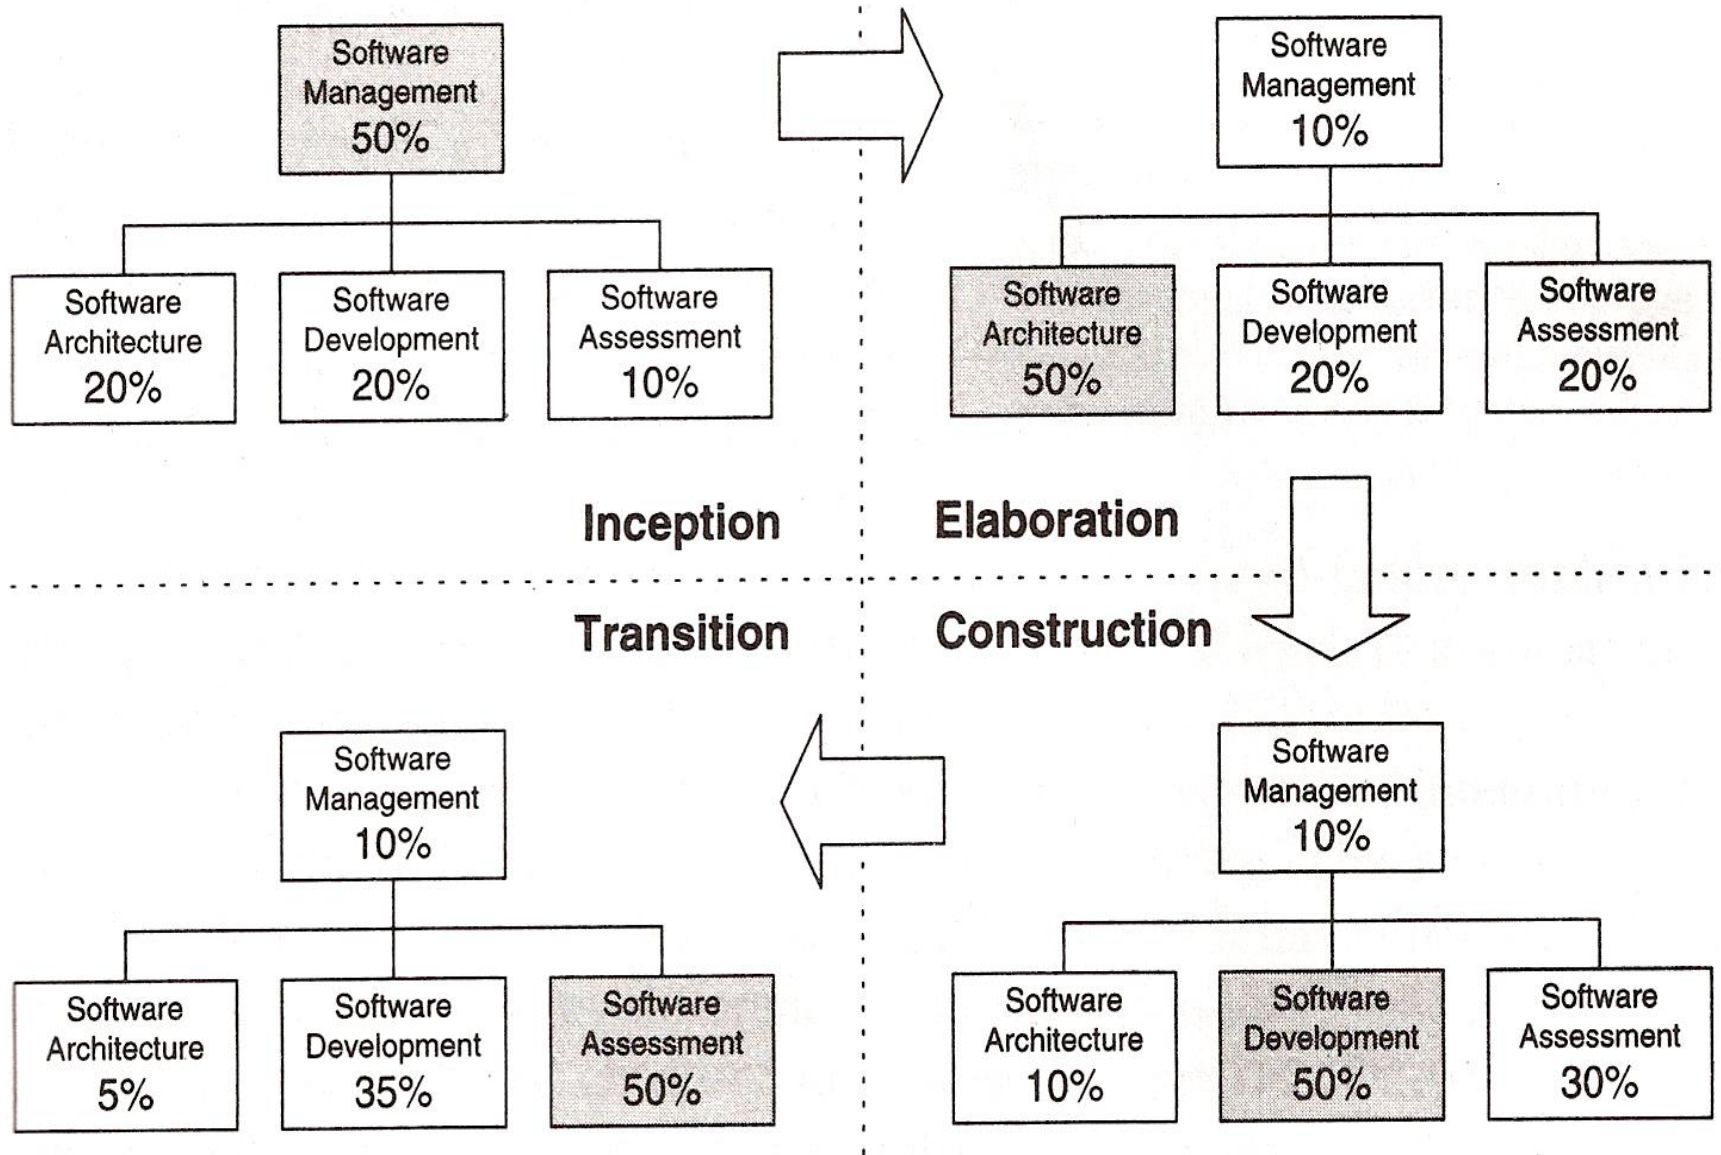 Software
Management
50%
Software
Architecture
20%
Software
Development
20%
Software
Assessment
10%
Inception
Software
Management
10%
Software
Architecture
50%
Software
Development
20%
Software
Assessment
20%
Elaboration
Construction
Software
Management
10%
Software
Architecture
10%
Software
Development
50%
Software
Assessment
30%
Transition
Software
Management
10%
Software
Architecture
5%
Software
Development
35%
Software
Assessment
50%